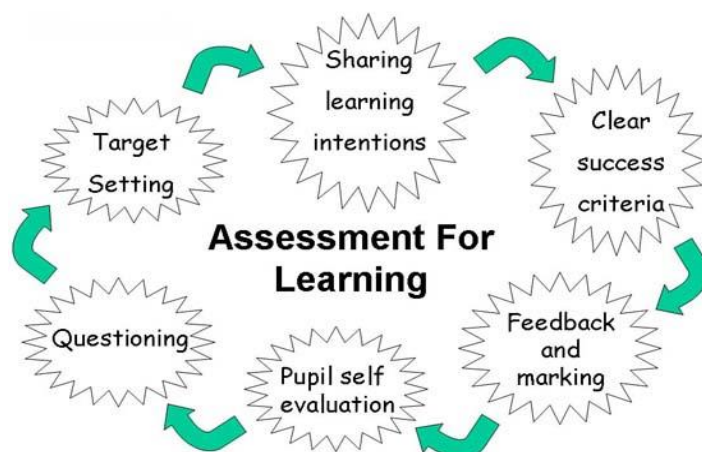 Sharing
learning
intentions
Clear
success
criteria
Feedback
and
marking
Pupil self
evaluation
Questioning
Target
Setting
Assessment For
Learning